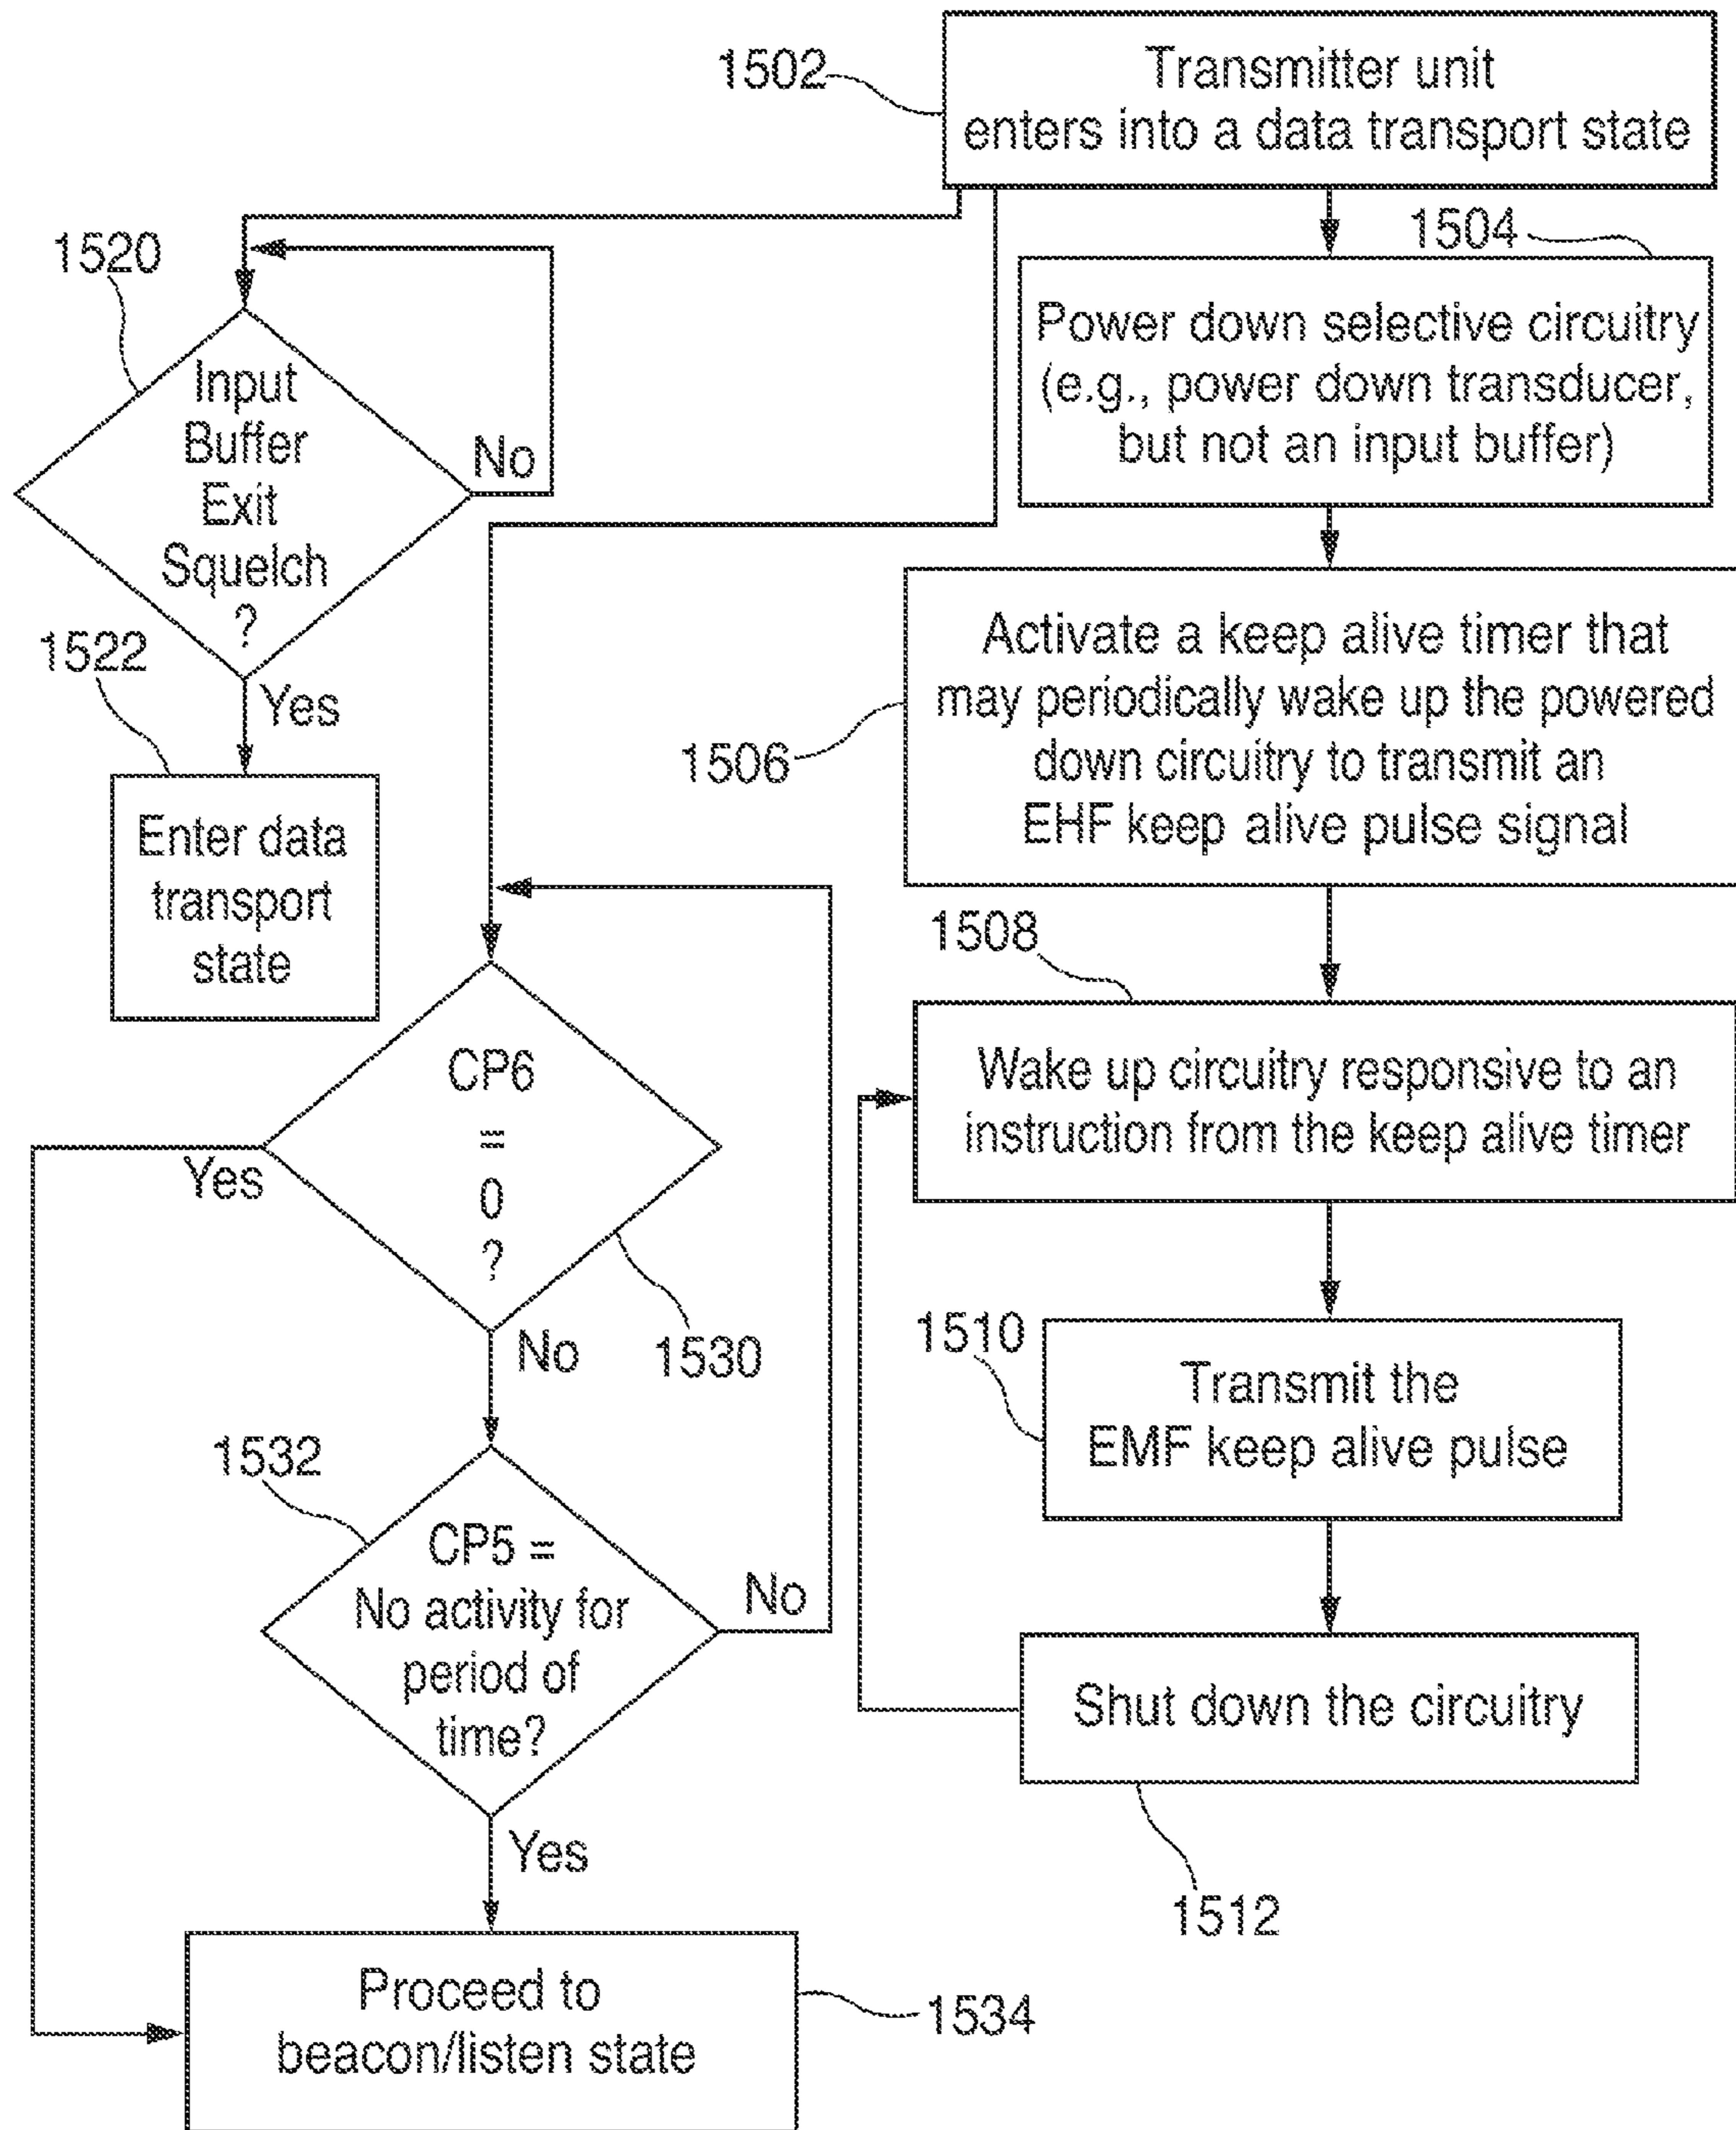 1502
Transmitter unit
enters into a data transport state
1504
Power down selective circuitry
(e.g., power down transducer,
but not an input buffer)
1520
Input
Buffer
Exit
Squelch
?
No
Yes
1522
Enter data
transport
state
1506
Activate a keep alive timer that
may periodically wake up the powered
down circuitry to transmit an
EHF keep alive pulse signal
1508
Wake up circuitry responsive to an
instruction from the keep alive timer
CP6
=
0
?
Yes
No
1530
1510
Transmit the
EMF keep alive pulse
1532
CP5 =
No activity for
period of
time?
No
Yes
Shut down the circuitry
1512
Proceed to
beacon/listen state
1534